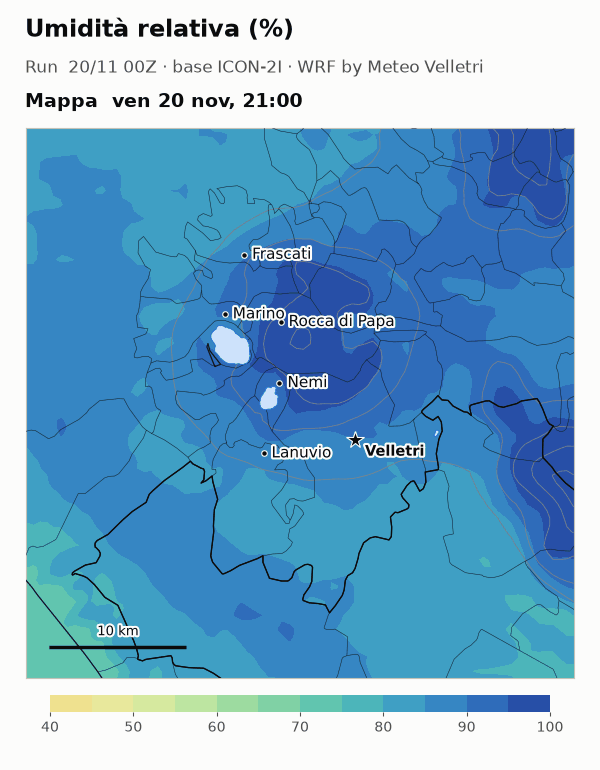 Umidità relativa (%)
Run  20/11 00Z · base ICON-2I · WRF by Meteo Velletri
Mappa  ven 20 nov, 21:00
Frascati
Marino
Rocca di Papa
Nemi
Velletri
Lanuvio
10 km
40 50 60 70 80 90 100